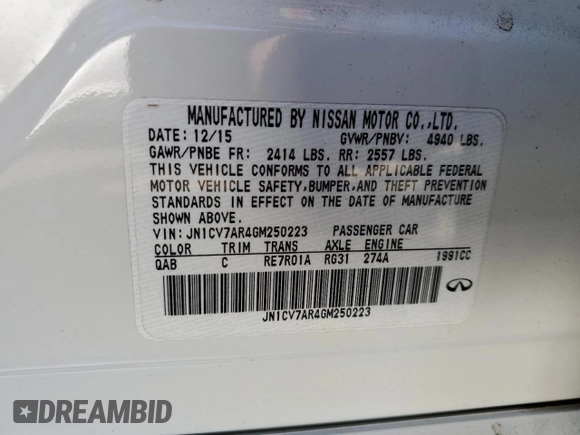 MANUFACTURED BY NISSAN MOTOR CO.,LTD.
DATE: 12/15 GVWR/PNBV: 4940 LBS.
GAWR/PNBE FR: 2414 LBS. RR: 2557 LBS.
THIS VEHICLE CONFORMS TO ALL APPLICABLE FEDERAL
MOTOR VEHICLE SAFETY,BUMPER,AND THEFT PREVENTION
STANDARDS IN EFFECT ON THE DATE OF MANUFACTURE
SHOWN ABOVE.
VIN: JN1CV7AR4GM250223 PASSENGER CAR
COLOR TRIM TRANS AXLE ENGINE
QAB C RE7R01A RG31 274A 1991CC
JN1CV7AR4GM250223
DREAMBID